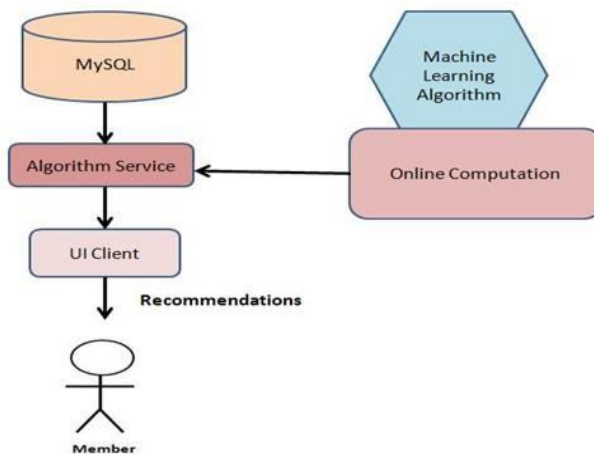 MySQL
Machine
Learning
Algorithm
Algorithm Service
Online Computation
UI Client
Recommendations
Member